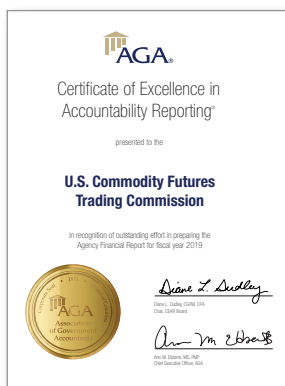 AGA®
Certificate of Excellence in
Accountability Reporting®
presented to the
U.S. Commodity Futures
Trading Commission
in recognition of outstanding effort in preparing the
Agency Financial Report for fiscal year 2019
Diane L. Dudley
Diane L. Dudley, CGFM, CPA
Chair, CEAR Board
AGA
Association
of Government
Accountants
Ann M. Ebberts
Ann M. Ebberts, MS, PMP
Chief Executive Officer, AGA